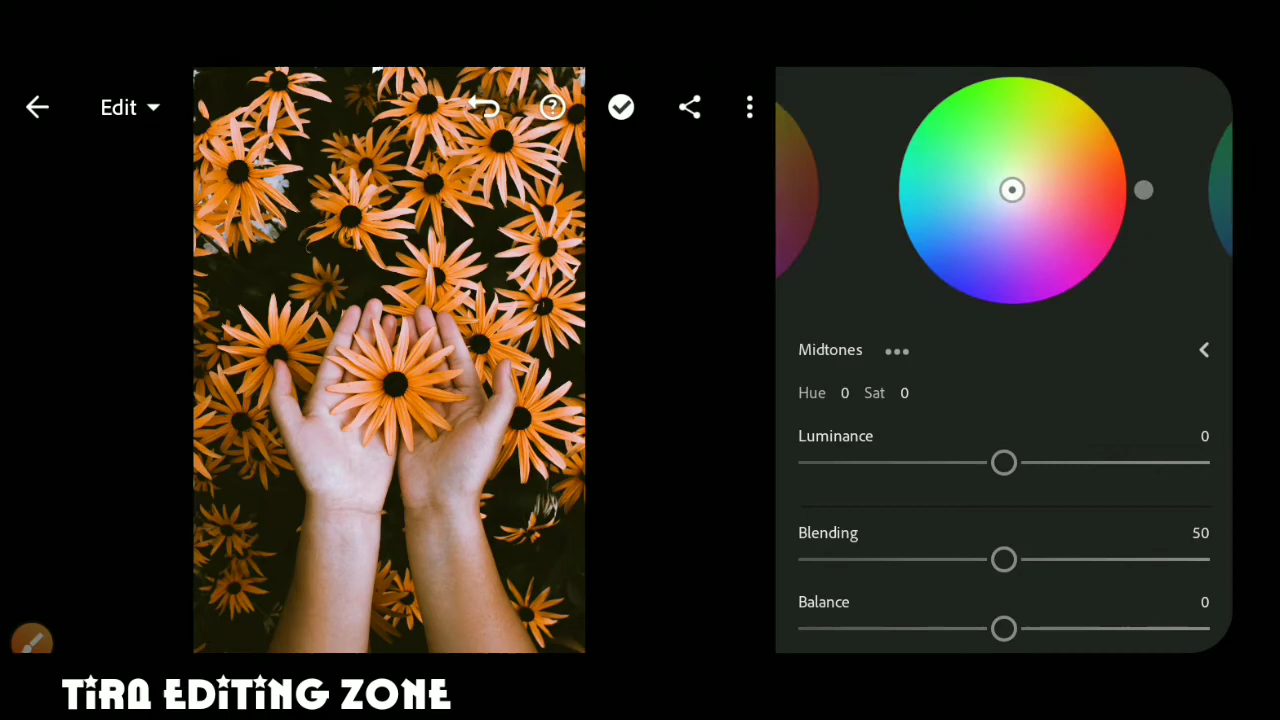 Edit
Midtones
Hue 0 Sat 0
Luminance 0
Blending 50
Balance 0
TiRA EDiTiNG ZONE